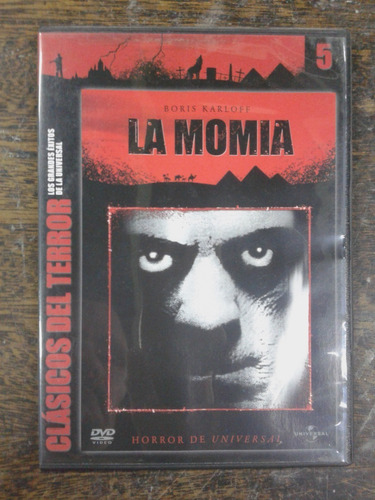 5
BORIS KARLOFF
LA MOMIA
CLÁSICOS DEL TERROR
LOS GRANDES ÉXITOS
DE LA UNIVERSAL
DVD
VIDEO
HORROR DE UNIVERSAL
UNIVERSAL